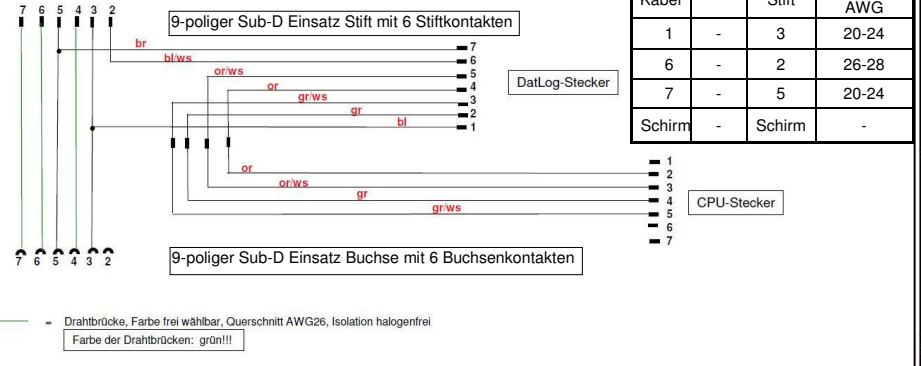 7 6 5 4 3 2
9-poliger Sub-D Einsatz Stift mit 6 Stiftkontakten
Kabel Stift AWG
1 - 3 20-24
6 - 2 26-28
7 - 5 20-24
Schirm - Schirm -
br
7
bl/ws
6
or/ws
5
or
4
gr/ws
3
gr
2
bl
1
DatLog-Stecker
1
or
2
or/ws
3
gr
4
gr/ws
5
6
7
CPU-Stecker
7 6 5 4 3 2
9-poliger Sub-D Einsatz Buchse mit 6 Buchsenkontakten
= Drahtbrücke, Farbe frei wählbar, Querschnitt AWG26, Isolation halogenfrei
Farbe der Drahtbrücken: grün!!!